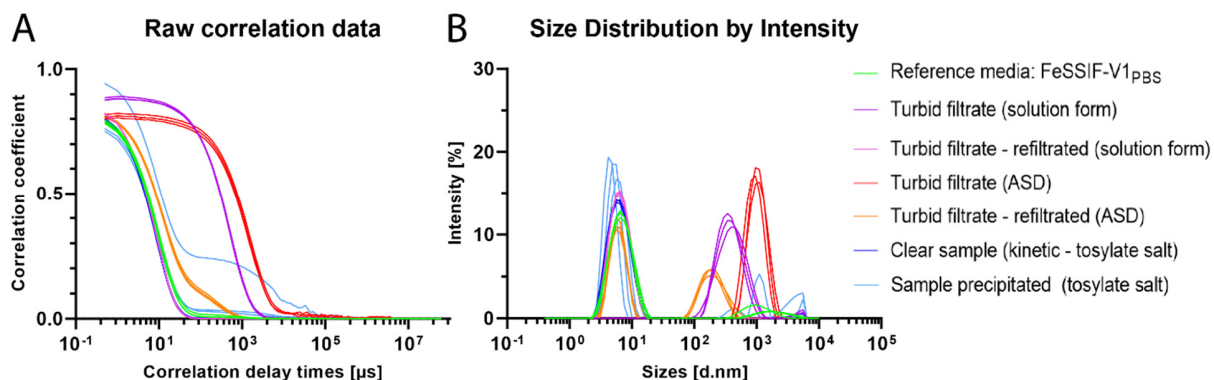 A
Raw correlation data
1.0
0.5
0.0
Correlation coefficient
10-1
101
103
105
107
Correlation delay times [µs]
B
Size Distribution by Intensity
30
20
10
0
Intensity [%]
10-1
100
101
102
103
104
105
Sizes [d.nm]
Reference media: FeSSIF-V1PBS
Turbid filtrate (solution form)
Turbid filtrate - refiltrated (solution form)
Turbid filtrate (ASD)
Turbid filtrate - refiltrated (ASD)
Clear sample (kinetic - tosylate salt)
Sample precipitated (tosylate salt)